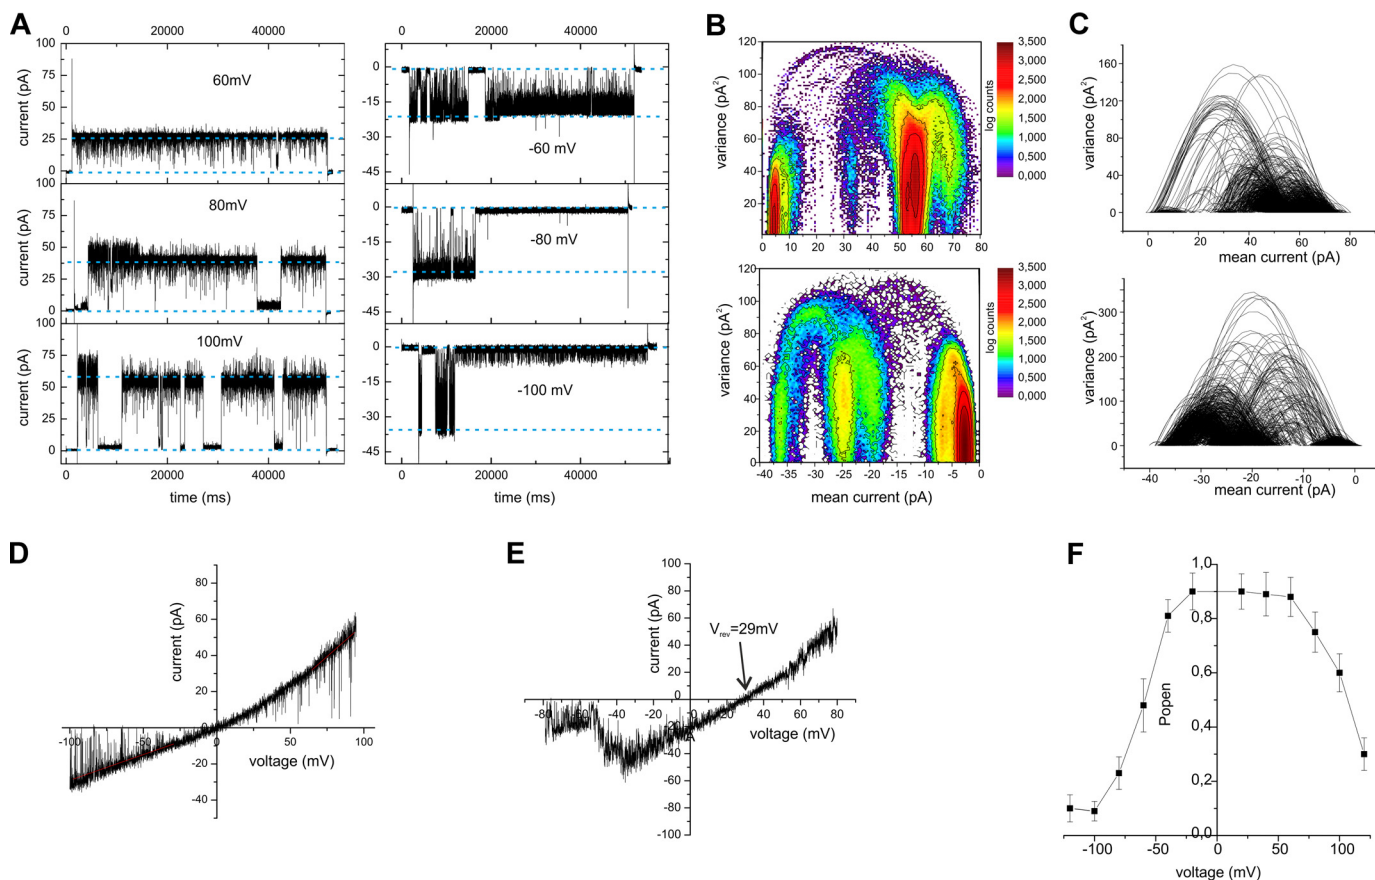 A
0 20000 40000
0 20000 40000
100
75
50
25
0
current (pA)
60mV
0
-15
-30
-45
-60 mV
100
75
50
25
0
current (pA)
80mV
0
-15
-30
-45
-80 mV
100
75
50
25
0
current (pA)
100mV
0
-15
-30
-45
-100 mV
0 20000 40000
time (ms)
0 20000 40000
time (ms)
B
120
100
80
60
40
20
variance (pA²)
0 10 20 30 40 50 60 70 80
log counts
3,500
3,000
2,500
2,000
1,500
1,000
0,500
0,000
120
100
80
60
40
20
0
variance (pA²)
-40 -35 -30 -25 -20 -15 -10 -5 0
mean current (pA)
log counts
3,500
3,000
2,500
2,000
1,500
1,000
0,500
0,000
C
160
120
80
40
0
variance (pA²)
0 20 40 60 80
mean current (pA)
300
200
100
0
variance (pA²)
-40 -30 -20 -10 0
mean current (pA)
D
80
60
40
20
0
-20
-40
current (pA)
-100 -50 0 50 100
voltage (mV)
E
100
80
60
40
20
0
-20
-40
-60
-80
-100
current (pA)
Vrev=29mV
-80 -60 -40 -20 0 20 40 60 80
voltage (mV)
A
F
1,0
0,8
0,6
0,4
0,2
0,0
Popen
-100 -50 0 50 100
voltage (mV)